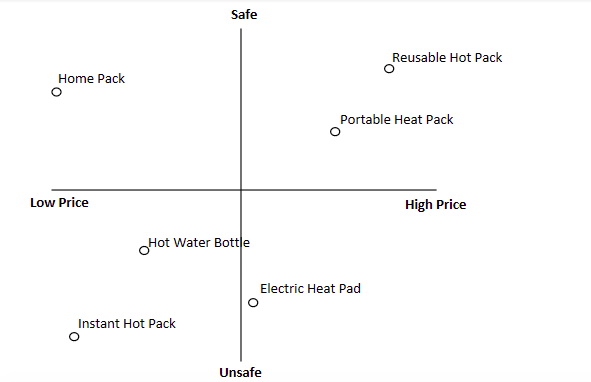 Safe
Reusable Hot Pack
Home Pack
Portable Heat Pack
Low Price
High Price
Hot Water Bottle
Electric Heat Pad
Instant Hot Pack
Unsafe